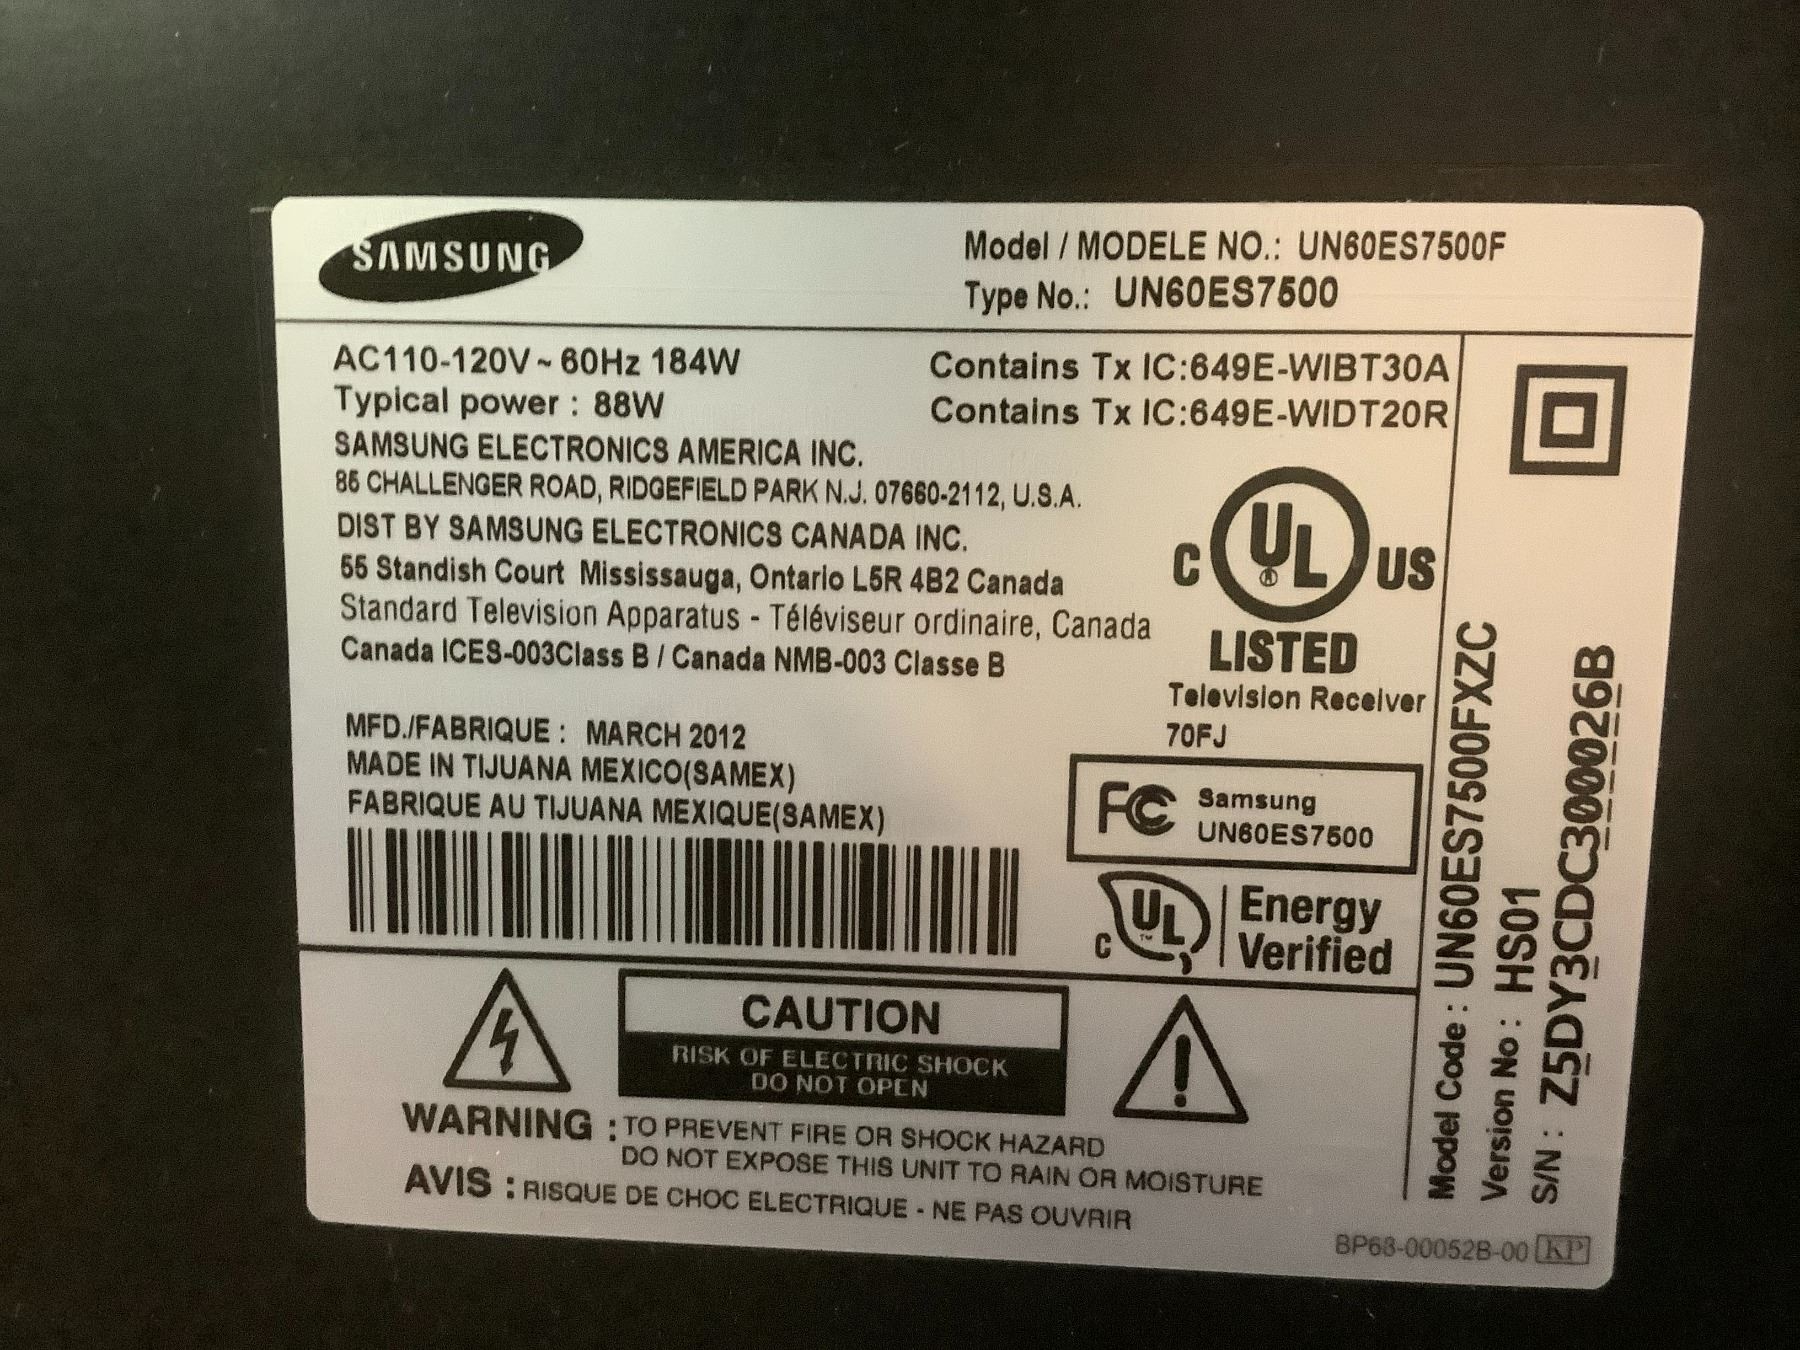 SAMSUNG
Model / MODELE NO.: UN60ES7500F
Type No.: UN60ES7500
AC110-120V ~ 60Hz 184W
Typical power : 88W
Contains Tx IC:649E-WIBT30A
Contains Tx IC:649E-WIDT20R
SAMSUNG ELECTRONICS AMERICA INC.
85 CHALLENGER ROAD, RIDGEFIELD PARK N.J. 07660-2112, U.S.A.
DIST BY SAMSUNG ELECTRONICS CANADA INC.
55 Standish Court Mississauga, Ontario L5R 4B2 Canada
Standard Television Apparatus - Téléviseur ordinaire, Canada
Canada ICES-003Class B / Canada NMB-003 Classe B
C UL ® US
LISTED
Television Receiver
70FJ
MFD./FABRIQUE : MARCH 2012
MADE IN TIJUANA MEXICO(SAMEX)
FABRIQUE AU TIJUANA MEXIQUE(SAMEX)
FC Samsung
UN60ES7500
C UL ™ Energy
Verified
CAUTION
RISK OF ELECTRIC SHOCK
DO NOT OPEN
WARNING : TO PREVENT FIRE OR SHOCK HAZARD
DO NOT EXPOSE THIS UNIT TO RAIN OR MOISTURE
AVIS : RISQUE DE CHOC ELECTRIQUE - NE PAS OUVRIR
Model Code : UN60ES7500FXZC
Version No : HS01
S/N : Z5DY3CDC300026B
BP68-00052B-00 KP